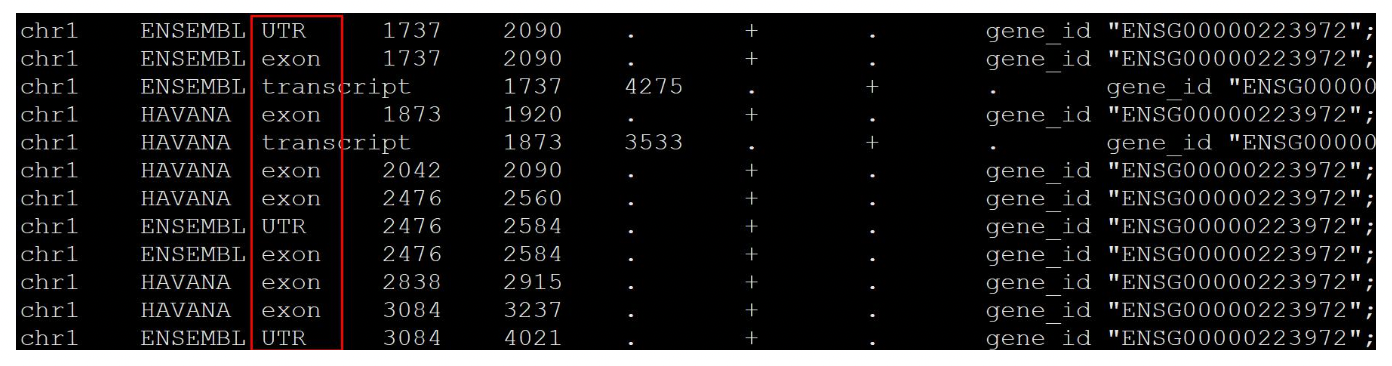 chr1 ENSEMBL UTR 1737 2090 . + . gene_id "ENSG00000223972";
chr1 ENSEMBL exon 1737 2090 . + . gene_id "ENSG00000223972";
chr1 ENSEMBL transcript 1737 4275 . + . gene_id "ENSG00000
chr1 HAVANA exon 1873 1920 . + . gene_id "ENSG00000223972";
chr1 HAVANA transcript 1873 3533 . + . gene_id "ENSG00000
chr1 HAVANA exon 2042 2090 . + . gene_id "ENSG00000223972";
chr1 HAVANA exon 2476 2560 . + . gene_id "ENSG00000223972";
chr1 ENSEMBL UTR 2476 2584 . + . gene_id "ENSG00000223972";
chr1 ENSEMBL exon 2476 2584 . + . gene_id "ENSG00000223972";
chr1 HAVANA exon 2838 2915 . + . gene_id "ENSG00000223972";
chr1 HAVANA exon 3084 3237 . + . gene_id "ENSG00000223972";
chr1 ENSEMBL UTR 3084 4021 . + . gene_id "ENSG00000223972";